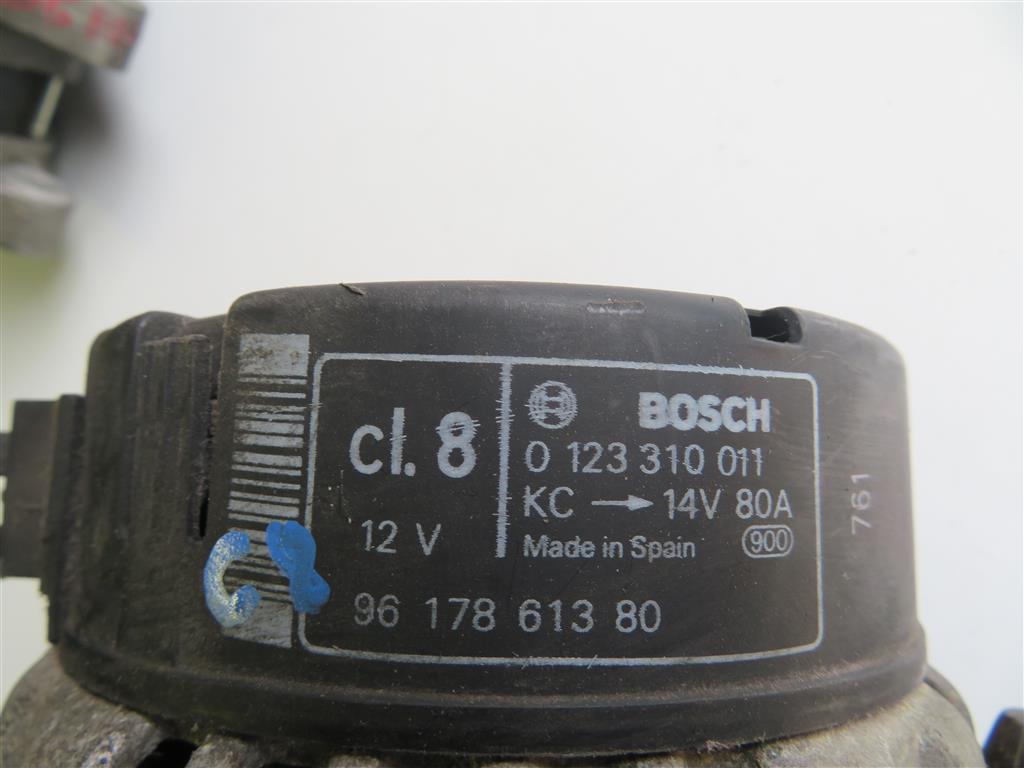 cl. 8
12 V
BOSCH
0 123 310 011
KC → 14V 80A
Made in Spain 900
96 178 613 80
761
C8